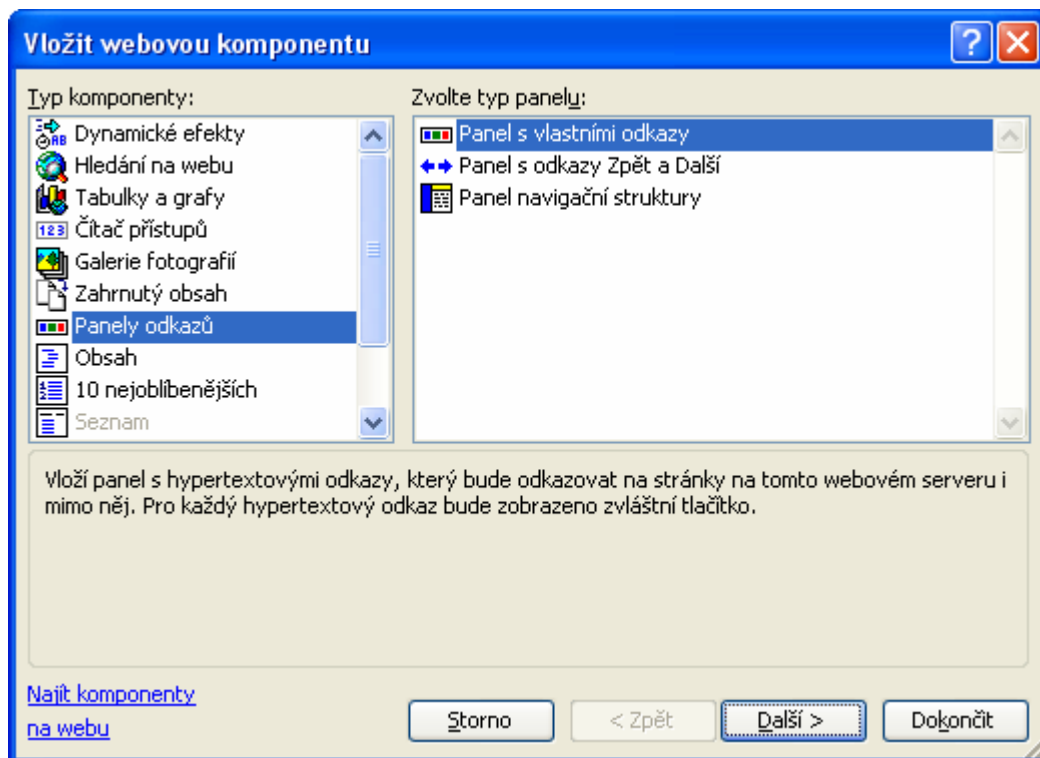 Vložit webovou komponentu
Typ komponenty:
Dynamické efekty
Hledání na webu
Tabulky a grafy
Čítač přístupů
Galerie fotografií
Zahrnutý obsah
Panely odkazů
Obsah
10 nejoblíbenějších
Seznam
Zvolte typ panelu:
Panel s vlastními odkazy
Panel s odkazy Zpět a Další
Panel navigační struktury
Vloží panel s hypertextovými odkazy, který bude odkazovat na stránky na tomto webovém serveru i
mimo něj. Pro každý hypertextový odkaz bude zobrazeno zvláštní tlačítko.
Najít komponenty
na webu
Storno
< Zpět
Další >
Dokončit